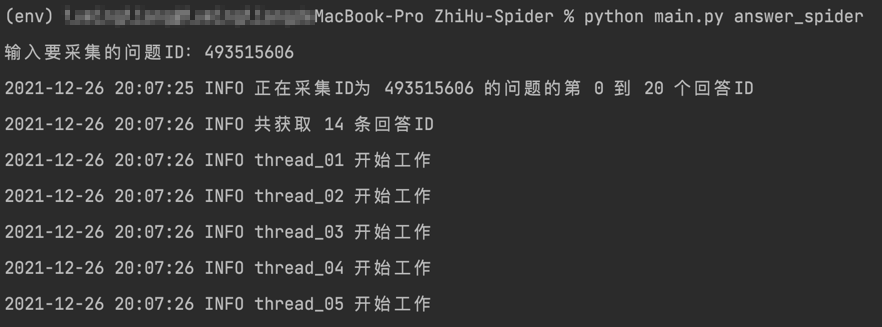 (env) MacBook-Pro ZhiHu-Spider % python main.py answer_spider
输入要采集的问题ID: 493515606
2021-12-26 20:07:25 INFO 正在采集ID为 493515606 的问题的第 0 到 20 个回答ID
2021-12-26 20:07:26 INFO 共获取 14 条回答ID
2021-12-26 20:07:26 INFO thread_01 开始工作
2021-12-26 20:07:26 INFO thread_02 开始工作
2021-12-26 20:07:26 INFO thread_03 开始工作
2021-12-26 20:07:26 INFO thread_04 开始工作
2021-12-26 20:07:26 INFO thread_05 开始工作